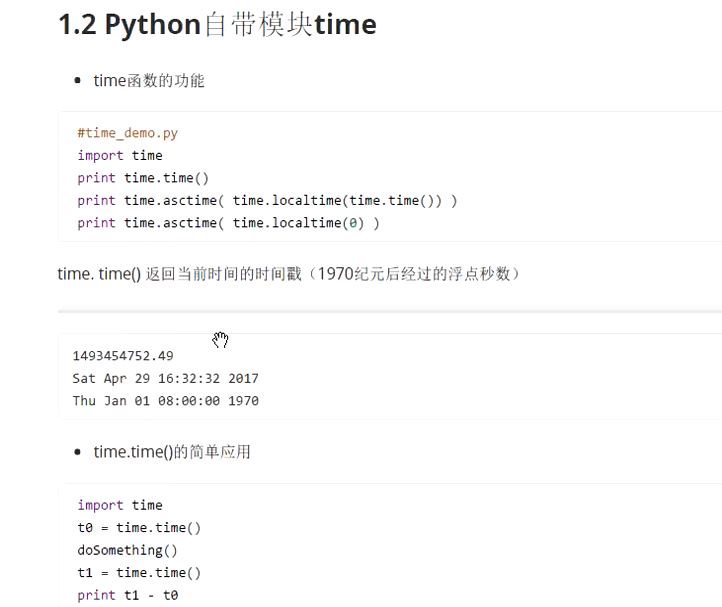 1.2 Python自带模块time
time函数的功能
#time_demo.py
import time
print time.time()
print time.asctime( time.localtime(time.time()) )
print time.asctime( time.localtime(0) )
time. time() 返回当前时间的时间戳（1970纪元后经过的浮点秒数）
1493454752.49
Sat Apr 29 16:32:32 2017
Thu Jan 01 08:00:00 1970
time.time()的简单应用
import time
t0 = time.time()
doSomething()
t1 = time.time()
print t1 - t0